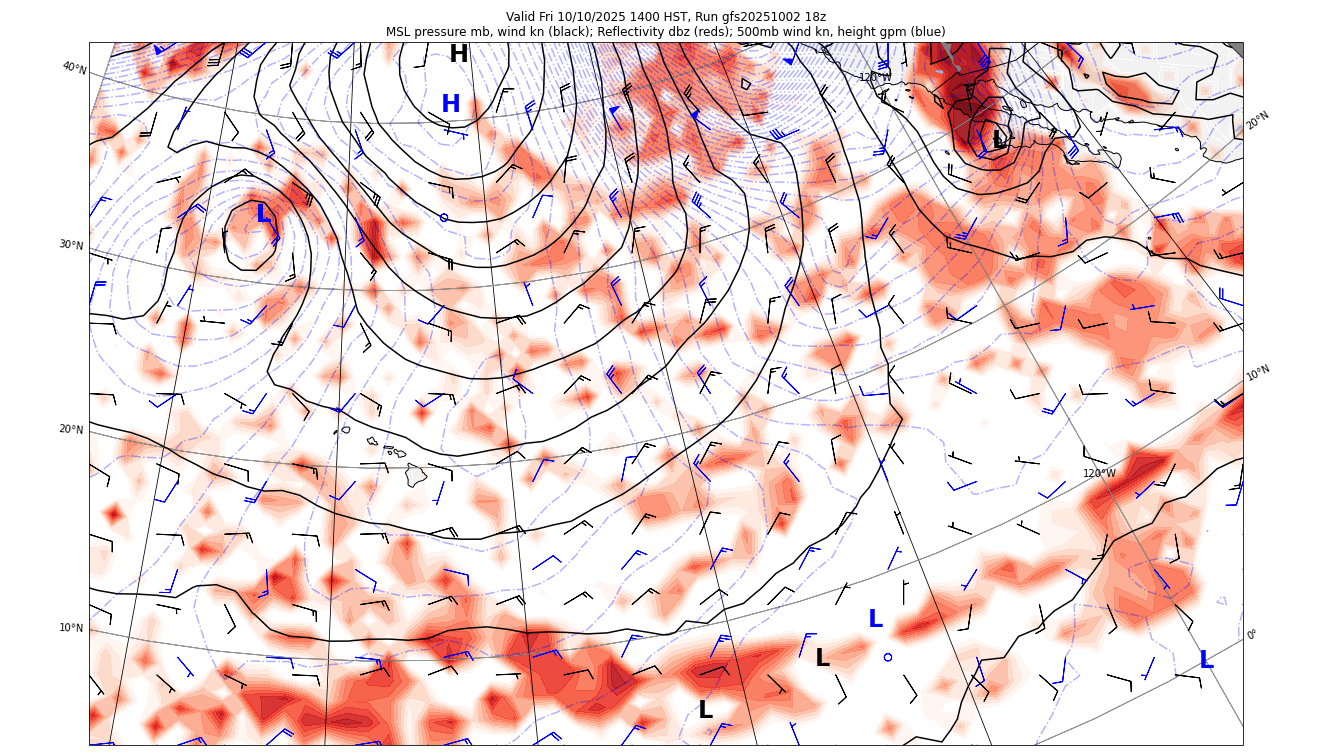 Valid Fri 10/10/2025 1400 HST, Run gfs20251002 18z
MSL pressure mb, wind kn (black); Reflectivity dbz (reds); 500mb wind kn, height gpm (blue)
H
40°N
120°W
H
20°N
L
L
30°N
10°N
20°N
120°W
10°N
L
0°
L
L
L